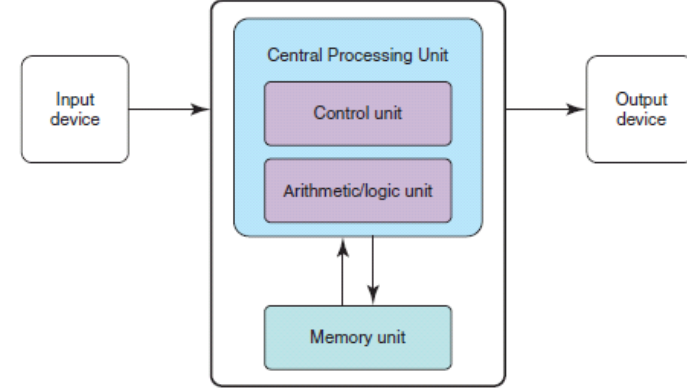 Central Processing Unit
Input
device
Control unit
Output
device
Arithmetic/logic unit
Memory unit